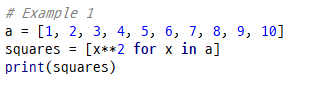 # Example 1
a = [1, 2, 3, 4, 5, 6, 7, 8, 9, 10]
squares = [x**2 for x in a]
print(squares)